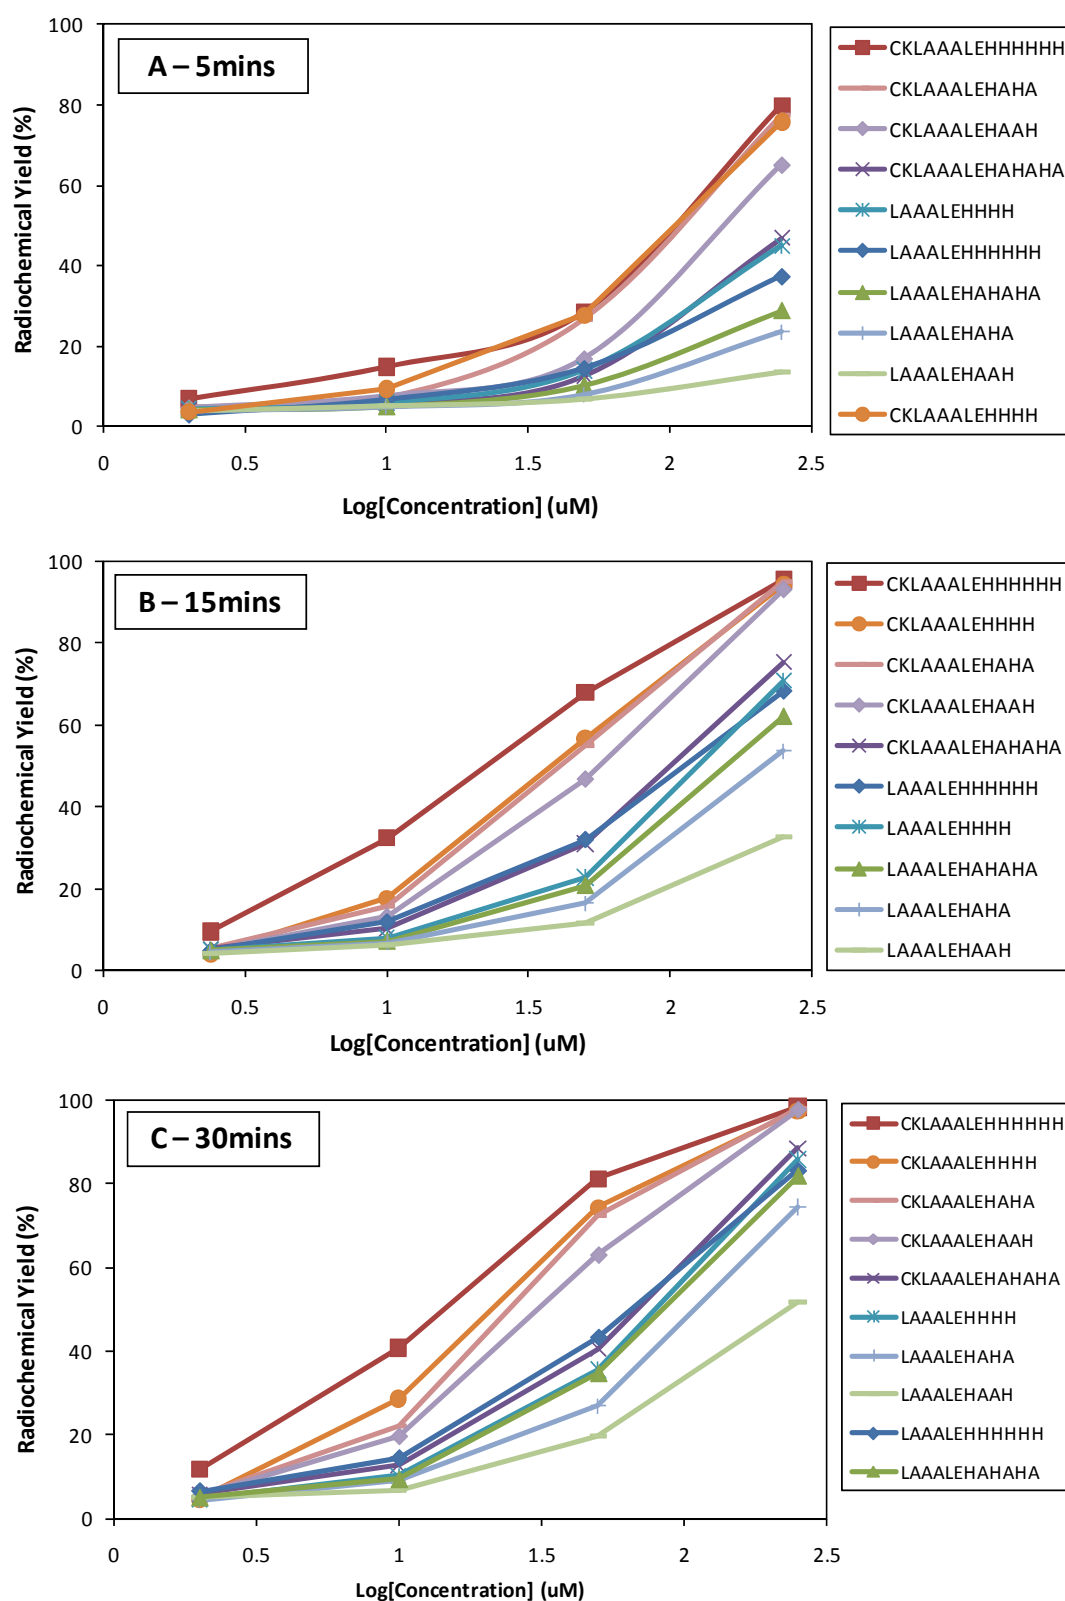 A – 5mins
Radiochemical Yield (%)
100
80
60
40
20
0
0 0.5 1 1.5 2 2.5
Log[Concentration] (uM)
CKLAAALEHHHHHH
CKLAAALEHAHA
CKLAAALEHAAH
CKLAAALEHAHAHA
LAAALEHHHH
LAAALEHHHHHH
LAAALEHAHAHA
LAAALEHAHA
LAAALEHAAH
CKLAAALEHHHH
B – 15mins
Radiochemical Yield (%)
100
80
60
40
20
0
0 0.5 1 1.5 2 2.5
Log[Concentration] (uM)
CKLAAALEHHHHHH
CKLAAALEHHHH
CKLAAALEHAHA
CKLAAALEHAAH
CKLAAALEHAHAHA
LAAALEHHHHHH
LAAALEHHHH
LAAALEHAHAHA
LAAALEHAHA
LAAALEHAAH
C – 30mins
Radiochemical Yield (%)
100
80
60
40
20
0
0 0.5 1 1.5 2 2.5
Log[Concentration] (uM)
CKLAAALEHHHHHH
CKLAAALEHHHH
CKLAAALEHAHA
CKLAAALEHAAH
CKLAAALEHAHAHA
LAAALEHHHH
LAAALEHAHA
LAAALEHAAH
LAAALEHHHHHH
LAAALEHAHAHA